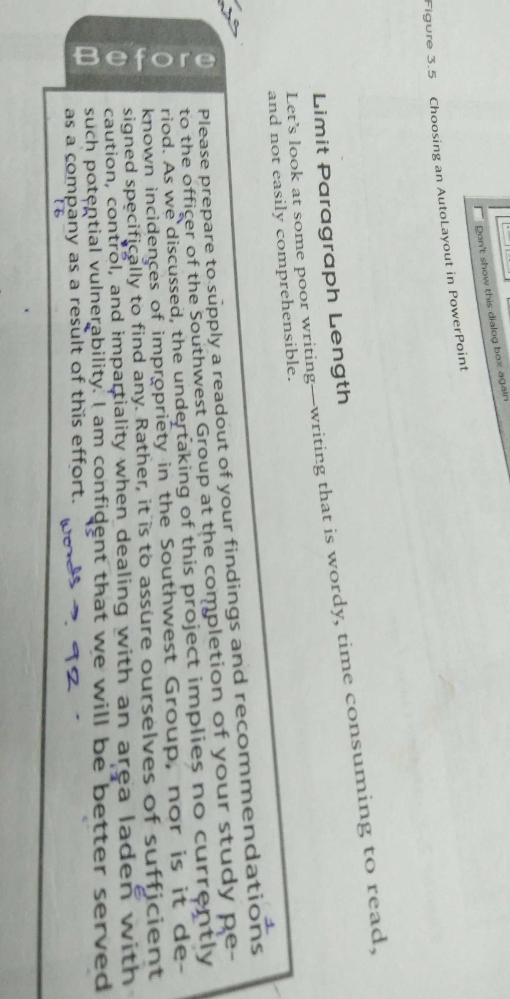 Don't show this dialog box again
Figure 3.5 Choosing an AutoLayout in PowerPoint
Limit Paragraph Length
Let's look at some poor writing—writing that is wordy, time consuming to read,
and not easily comprehensible.
Before
Please prepare to supply a readout of your findings and recommendations
to the officer of the Southwest Group at the completion of your study pe-
riod. As we discussed, the undertaking of this project implies no currently
known incidences of impropriety in the Southwest Group, nor is it de-
signed specifically to find any. Rather, it is to assure ourselves of sufficient
caution, control, and impartiality when dealing with an area laden with
such potential vulnerability. I am confident that we will be better served
as a company as a result of this effort.
words → 92